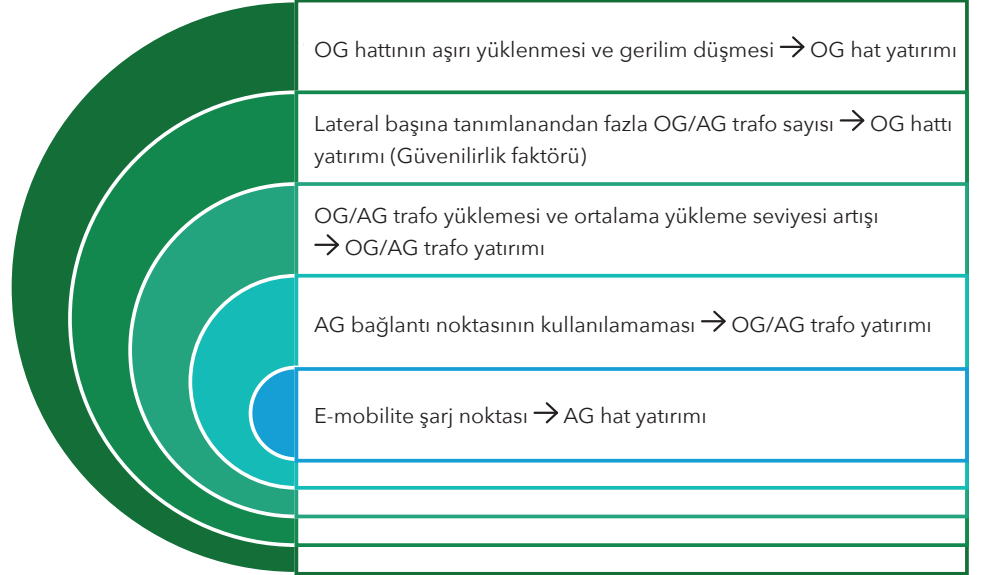 OG hattının aşırı yüklenmesi ve gerilim düşmesi → OG hat yatırımı
Lateral başına tanımlanandan fazla OG/AG trafo sayısı → OG hattı
yatırımı (Güvenilirlik faktörü)
OG/AG trafo yüklemesi ve ortalama yükleme seviyesi artışı
→ OG/AG trafo yatırımı
AG bağlantı noktasının kullanılamaması → OG/AG trafo yatırımı
E-mobilite şarj noktası → AG hat yatırımı